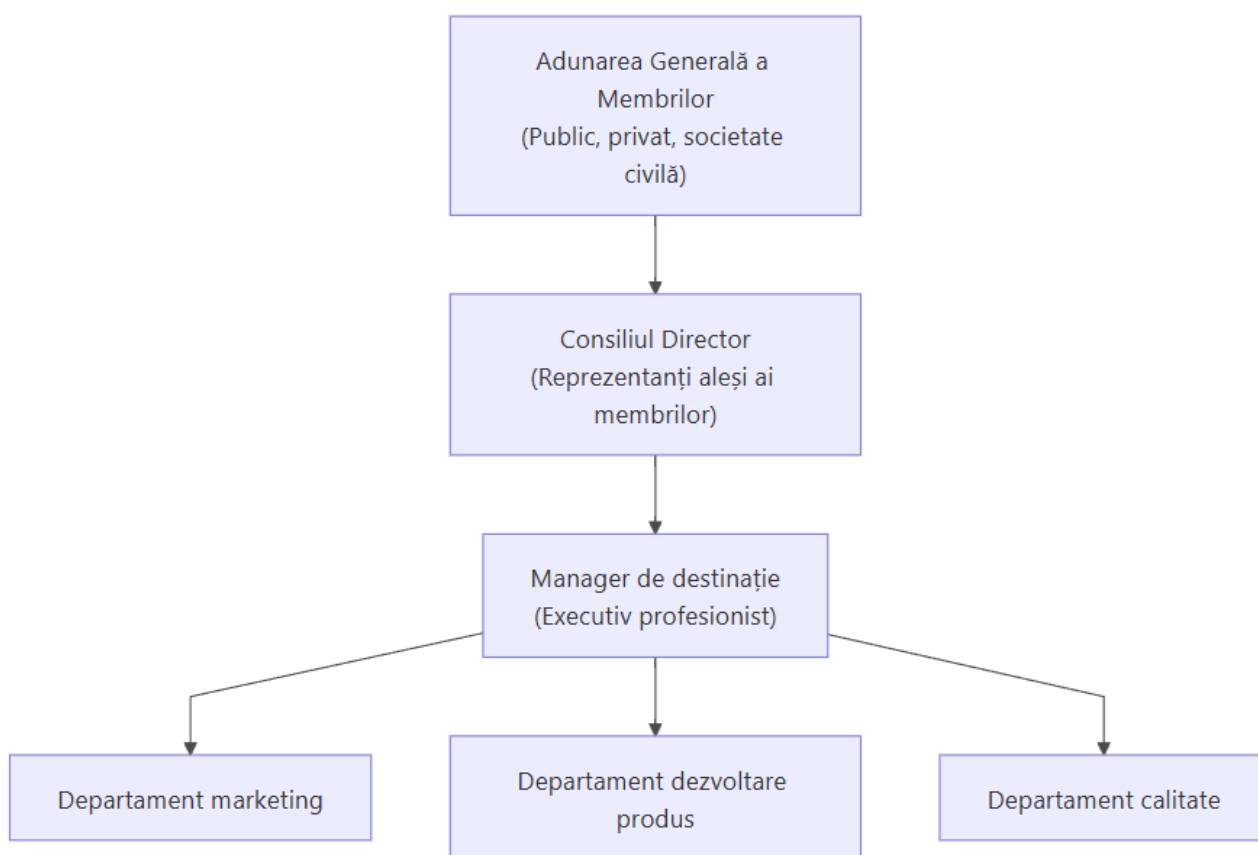 Adunarea Generală a
Membrilor
(Public, privat, societate
civilă)
Consiliul Director
(Reprezentanți aleși ai
membrilor)
Manager de destinație
(Executiv profesionist)
Departament marketing
Departament dezvoltare
produs
Departament calitate